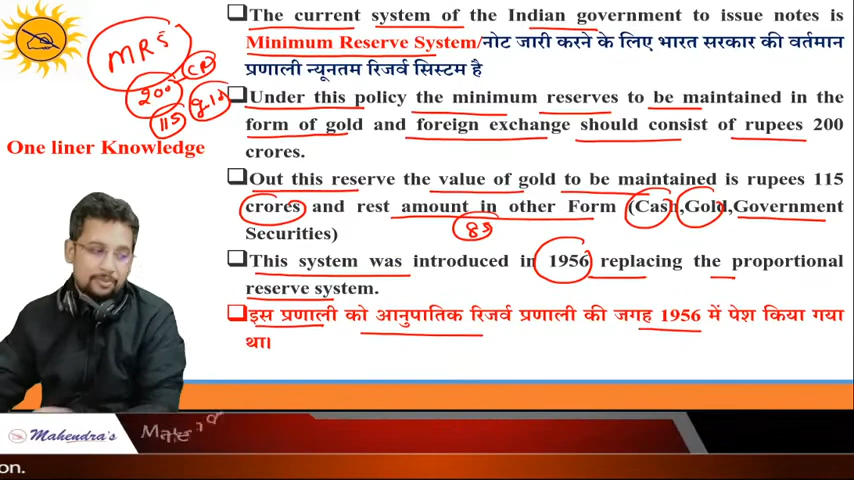 The current system of the Indian government to issue notes is
Minimum Reserve System/नोट जारी करने के लिए भारत सरकार की वर्तमान
प्रणाली न्यूनतम रिजर्व सिस्टम है
MRS
200
CR
115
gold
Under this policy the minimum reserves to be maintained in the
form of gold and foreign exchange should consist of rupees 200
crores.
One liner Knowledge
Out this reserve the value of gold to be maintained is rupees 115
crores and rest amount in other Form (Cash,Gold,Government
85
Securities)
This system was introduced in 1956 replacing the proportional
reserve system.
इस प्रणाली को आनुपातिक रिजर्व प्रणाली की जगह 1956 में पेश किया गया
था।
Mahendra's
on.